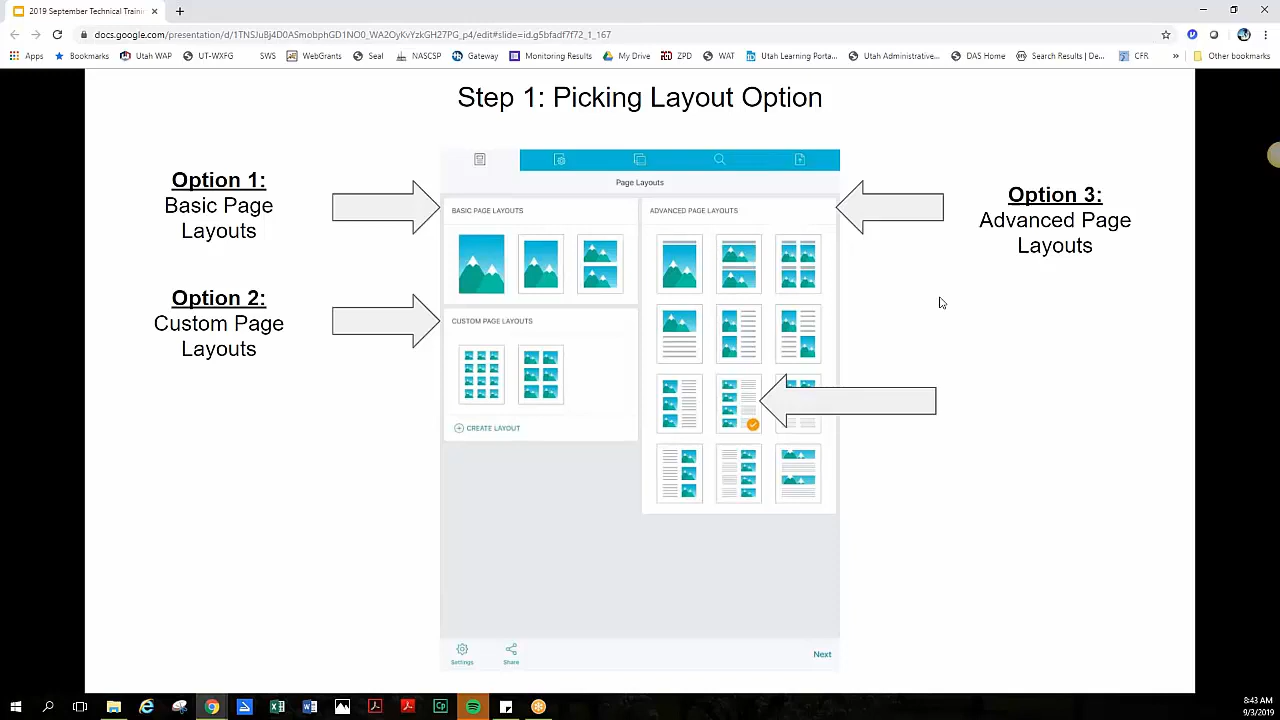 2019 September Technical Traini
docs.google.com/presentation/d/1TNSJuBj4D0ASmobphGD1NO0_WA2OyKvYzkGH27PG_p4/edit#slide=id.g5bfadf7f72_1_167
Apps Bookmarks Utah WAP UT-WXFG SWS WebGrants Seal NASCSP Gateway Monitoring Results My Drive ZPD WAT Utah Learning Porta... Utah Administrative... DAS Home Search Results | De... CFR » Other bookmarks
Step 1: Picking Layout Option
Option 1:
Basic Page
Layouts
Option 2:
Custom Page
Layouts
Page Layouts
BASIC PAGE LAYOUTS
CUSTOM PAGE LAYOUTS
CREATE LAYOUT
ADVANCED PAGE LAYOUTS
Settings
Share
Next
Option 3:
Advanced Page
Layouts
8:43 AM
9/3/2019